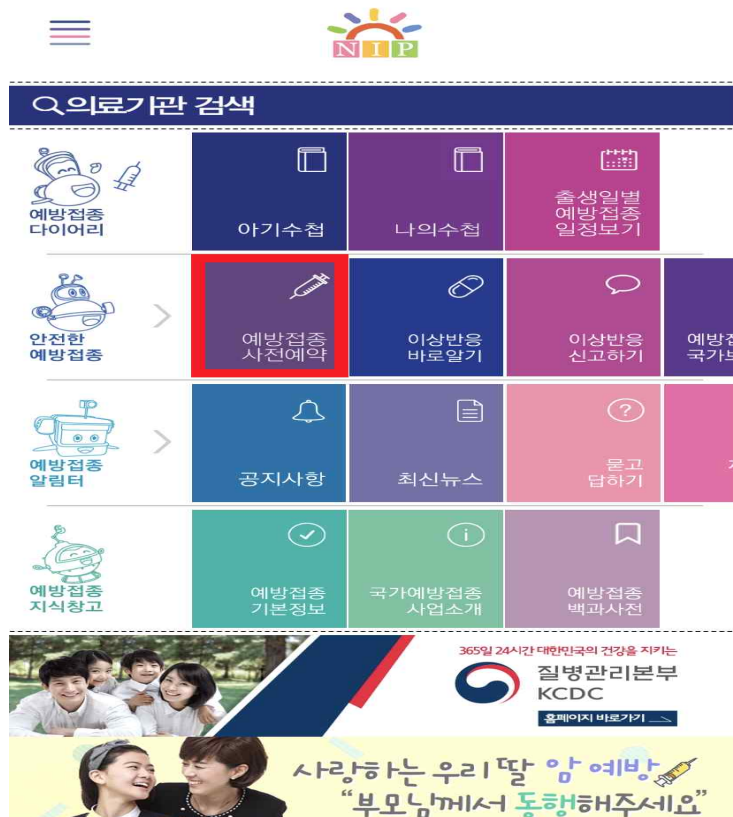 NIP
의료기관 검색
예방접종
다이어리
아기수첩
나의수첩
출생일별
예방접종
일정보기
안전한
예방접종
예방접종
사전예약
이상반응
바로알기
이상반응
신고하기
예방접
국가보
예방접종
알림터
공지사항
최신뉴스
묻고
답하기
예방접종
지식창고
예방접종
기본정보
국가예방접종
사업소개
예방접종
백과사전
365일 24시간 대한민국의 건강을 지키는
질병관리본부
KCDC
홈페이지 바로가기
사랑하는 우리 딸 암 예방
“부모님께서 동행해주세요”